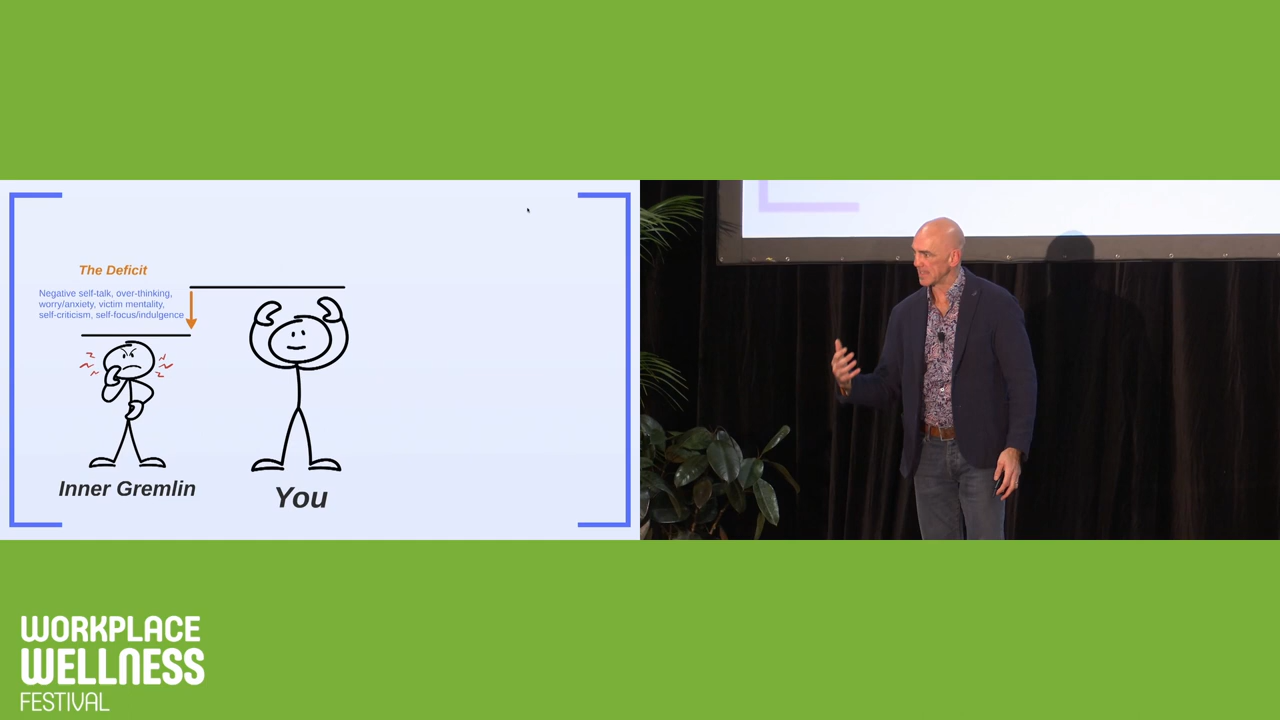 The Deficit
Negative self-talk, over-thinking,
worry/anxiety, victim mentality,
self-criticism, self-focus/indulgence
Inner Gremlin
You
WORKPLACE
WELLNESS
FESTIVAL